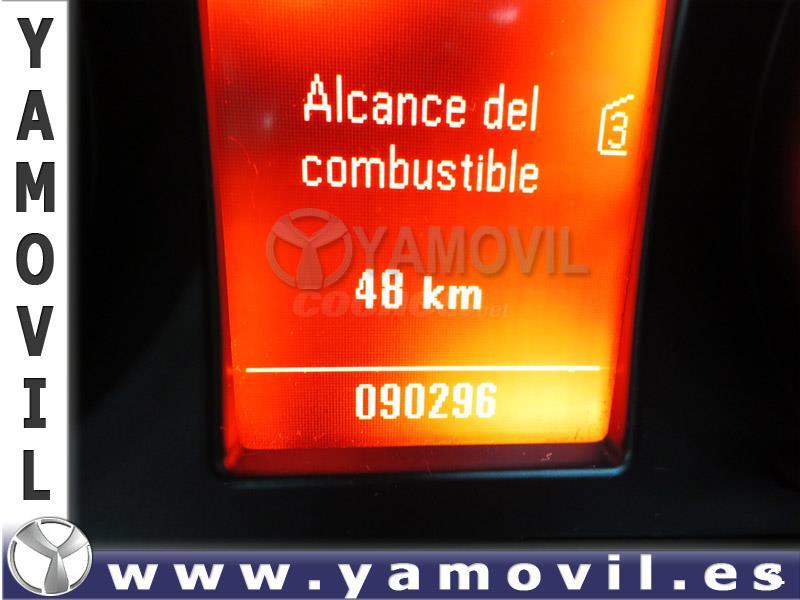 YAMOVIL
Alcance del
3
combustible
YAMOVIL
48 km
090296
www.yamovil.es